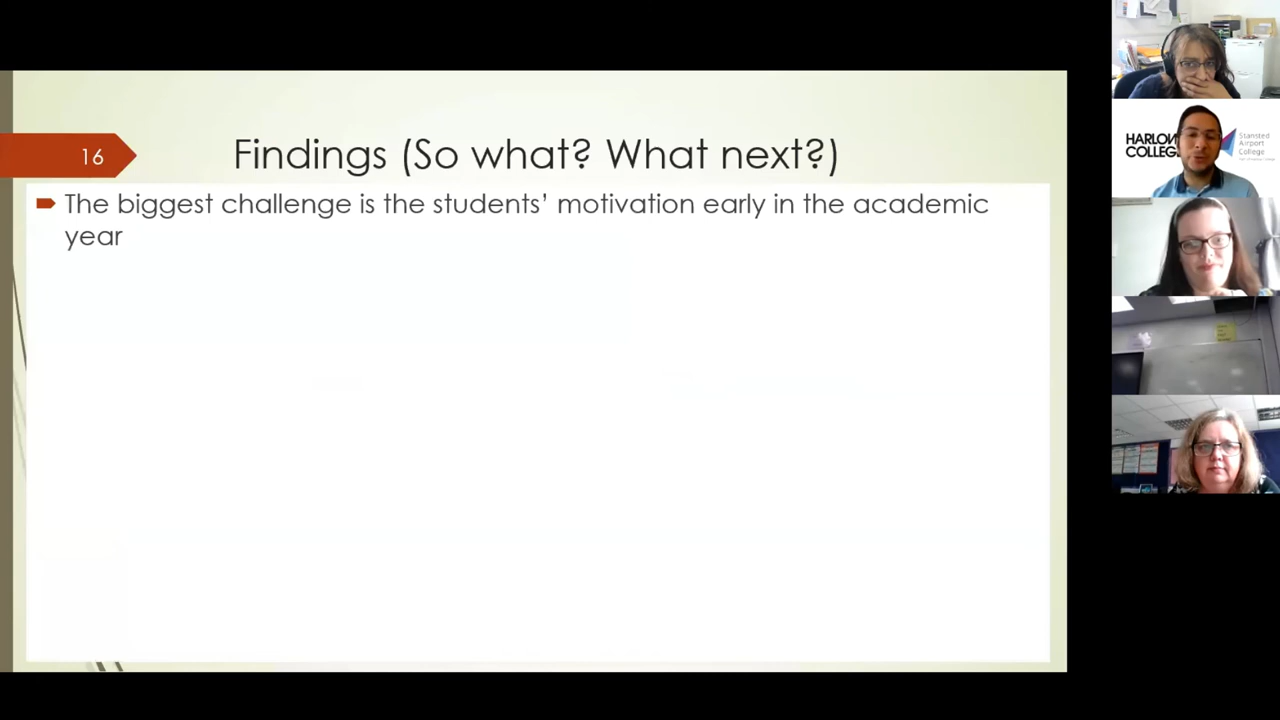 16
Findings (So what? What next?)
The biggest challenge is the students’ motivation early in the academic
year
HARLOW
COLLEGE
Stansted
Airport
College